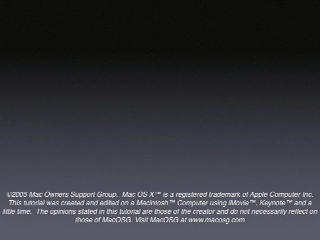 ©2005 Mac Owners Support Group.  Mac OS X™ is a registered trademark of Apple Computer Inc.
This tutorial was created and edited on a Macintosh™ Computer using iMovie™, Keynote™ and a
little time.  The opinions stated in this tutorial are those of the creator and do not necessarily reflect on
those of MacOSG. Visit MacOSG at www.macosg.com